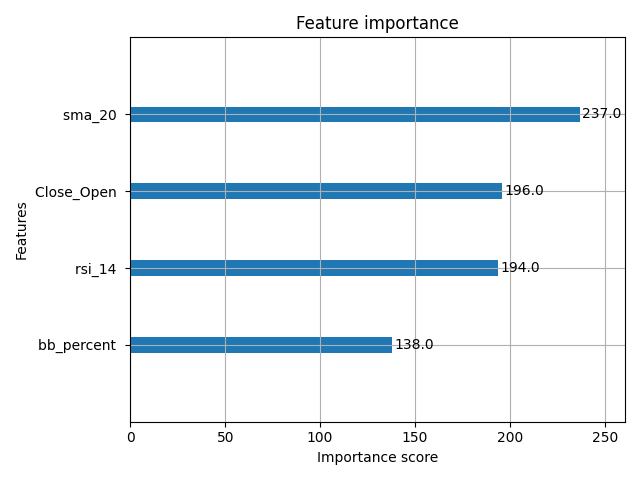 Feature importance
Features
sma_20
237.0
Close_Open
196.0
rsi_14
194.0
bb_percent
138.0
0 50 100 150 200 250
Importance score